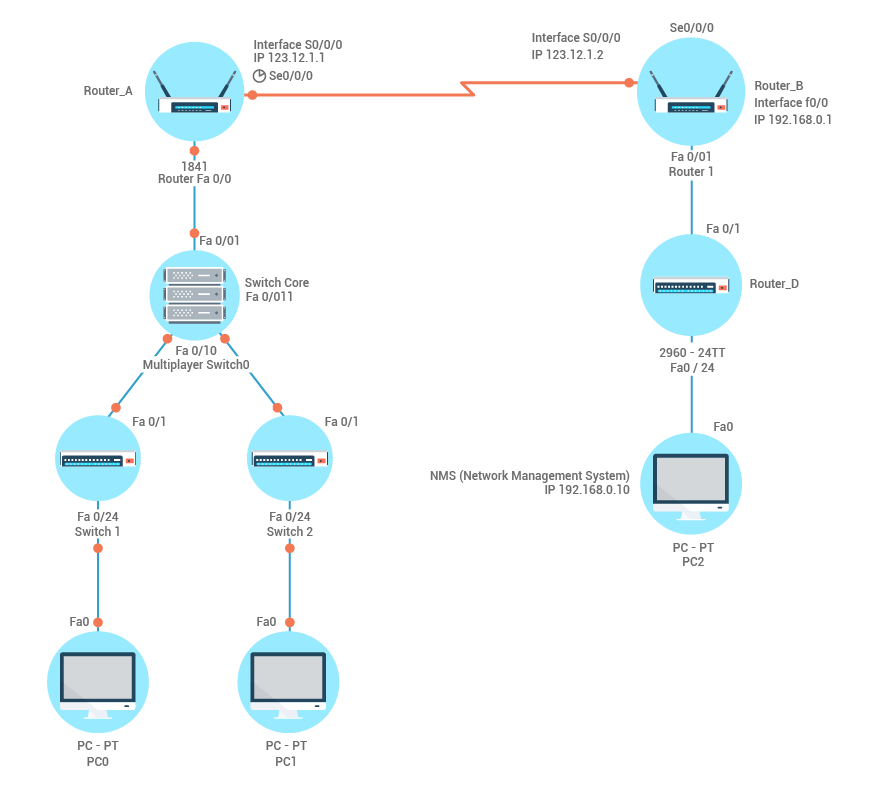 Se0/0/0
Interface S0/0/0
IP 123.12.1.1
Se0/0/0
Interface S0/0/0
IP 123.12.1.2
Router_A
Router_B
Interface f0/0
IP 192.168.0.1
1841
Router Fa 0/0
Fa 0/01
Router 1
Fa 0/01
Fa 0/1
Switch Core
Fa 0/011
Router_D
Fa 0/10
Multiplayer Switch0
2960 - 24TT
Fa0 / 24
Fa 0/1
Fa 0/1
Fa0
NMS (Network Management System)
IP 192.168.0.10
Fa 0/24
Switch 1
Fa 0/24
Switch 2
PC - PT
PC2
Fa0
Fa0
PC - PT
PC0
PC - PT
PC1